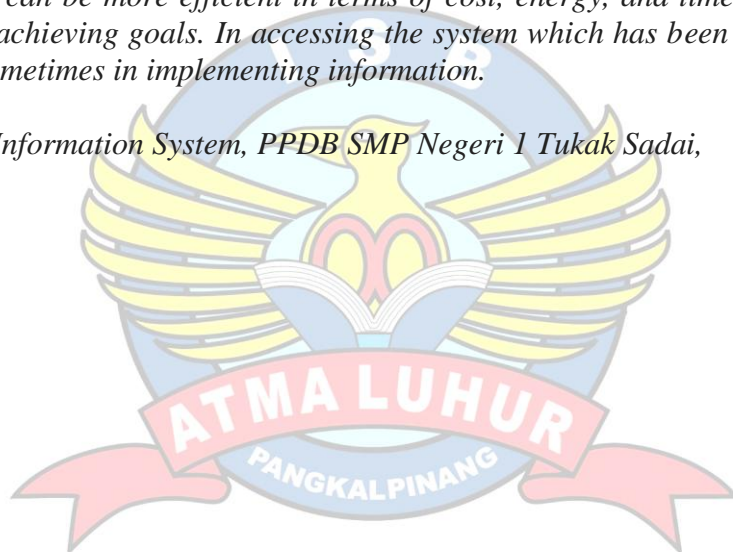 can be more efficient in terms of cost, energy, and time
achieving goals. In accessing the system which has been
metimes in implementing information.
Information System, PPDB SMP Negeri 1 Tukak Sadai,
I S B
ATMA LUHUR
PANGKALPINANG